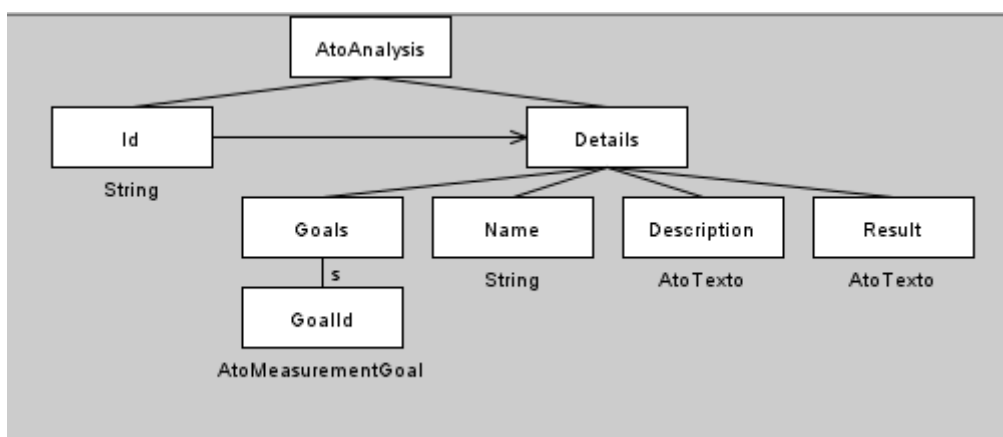 AtoAnalysis
Id
Details
String
Goals
Name
Description
Result
s
String
AtoTexto
AtoTexto
GoalId
AtoMeasurementGoal